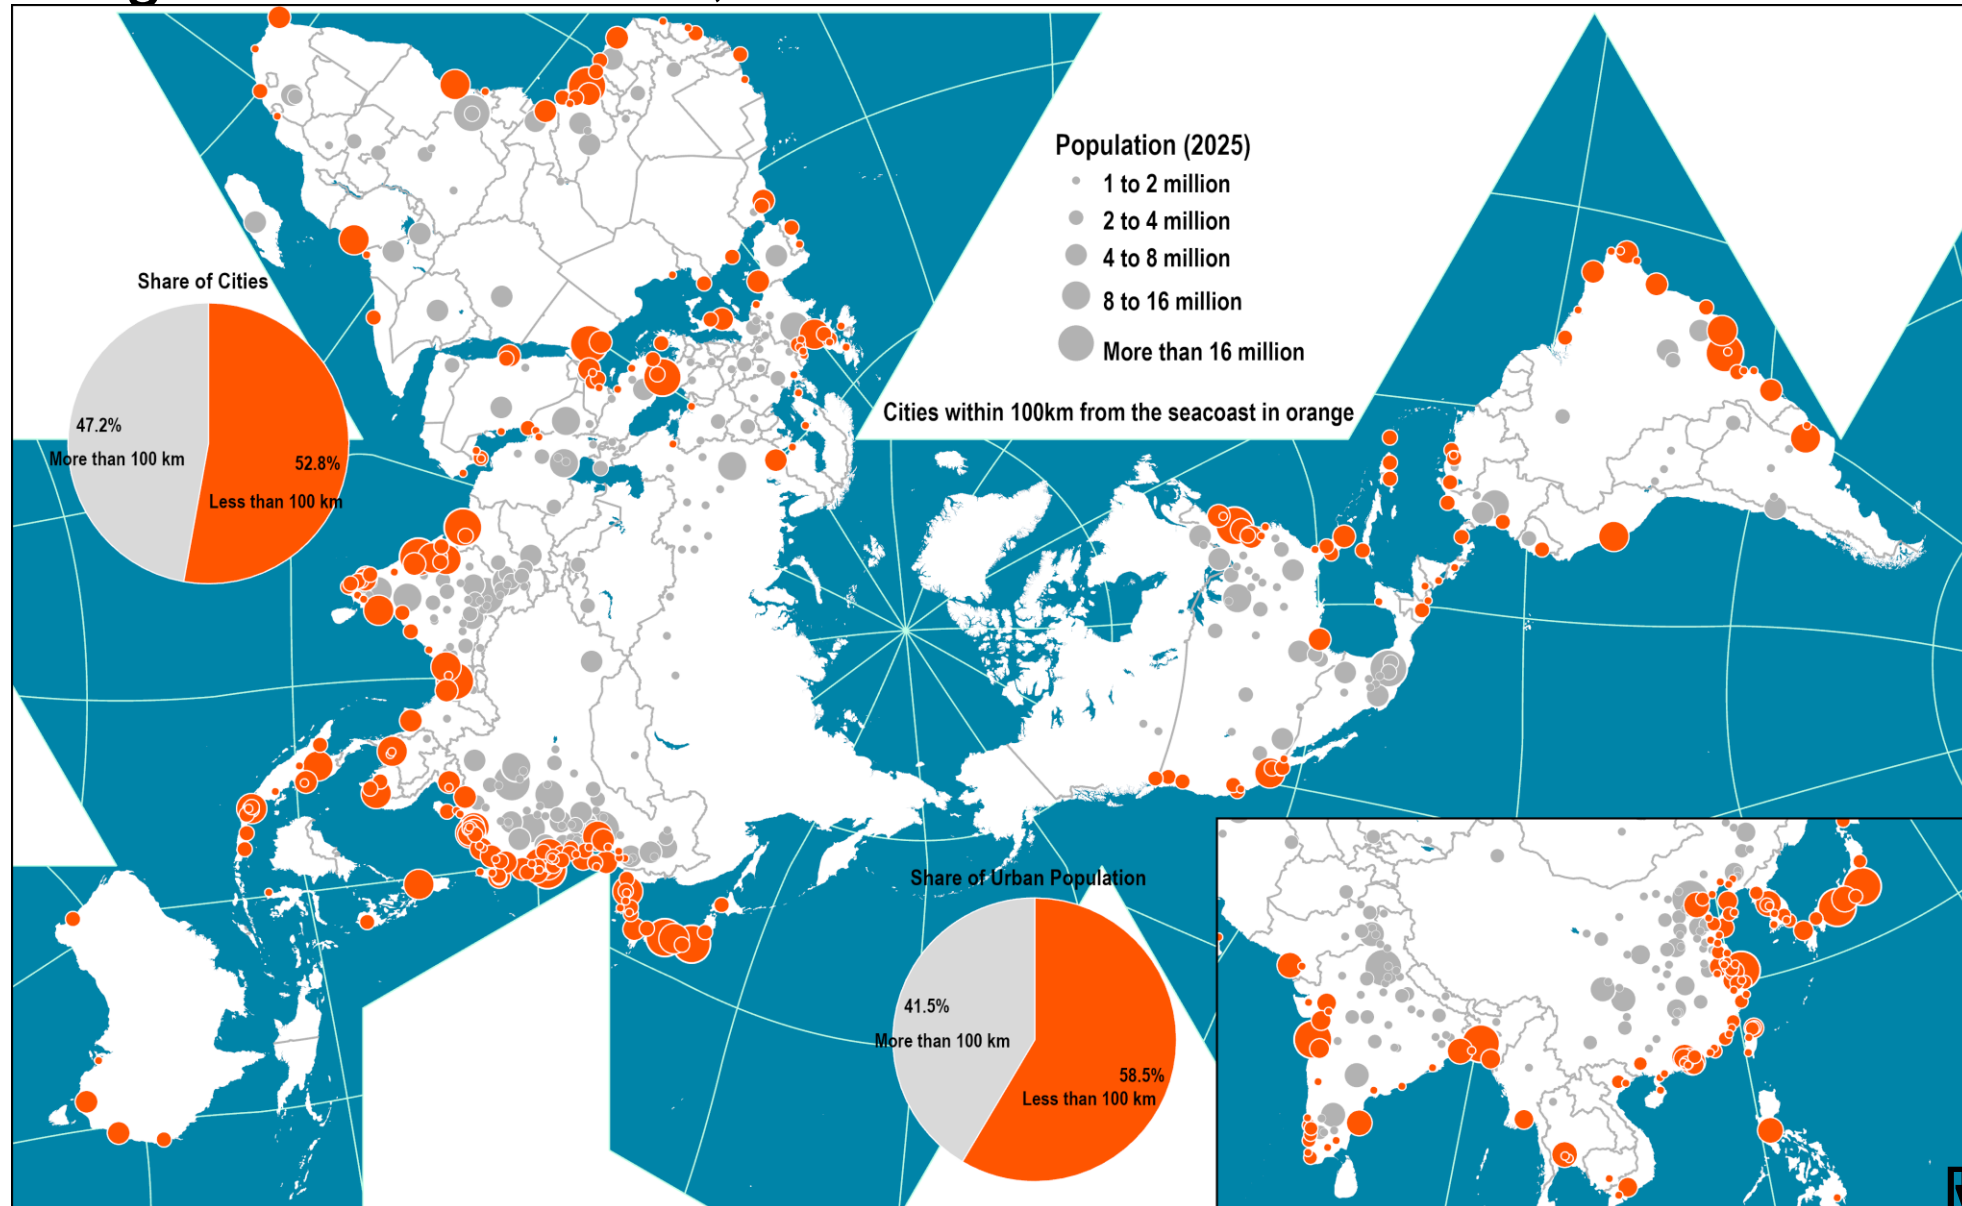 Population (2025)
1 to 2 million
2 to 4 million
4 to 8 million
8 to 16 million
More than 16 million
Cities within 100km from the seacoast in orange
Share of Cities
47.2%
More than 100 km
52.8%
Less than 100 km
Share of Urban Population
41.5%
More than 100 km
58.5%
Less than 100 km